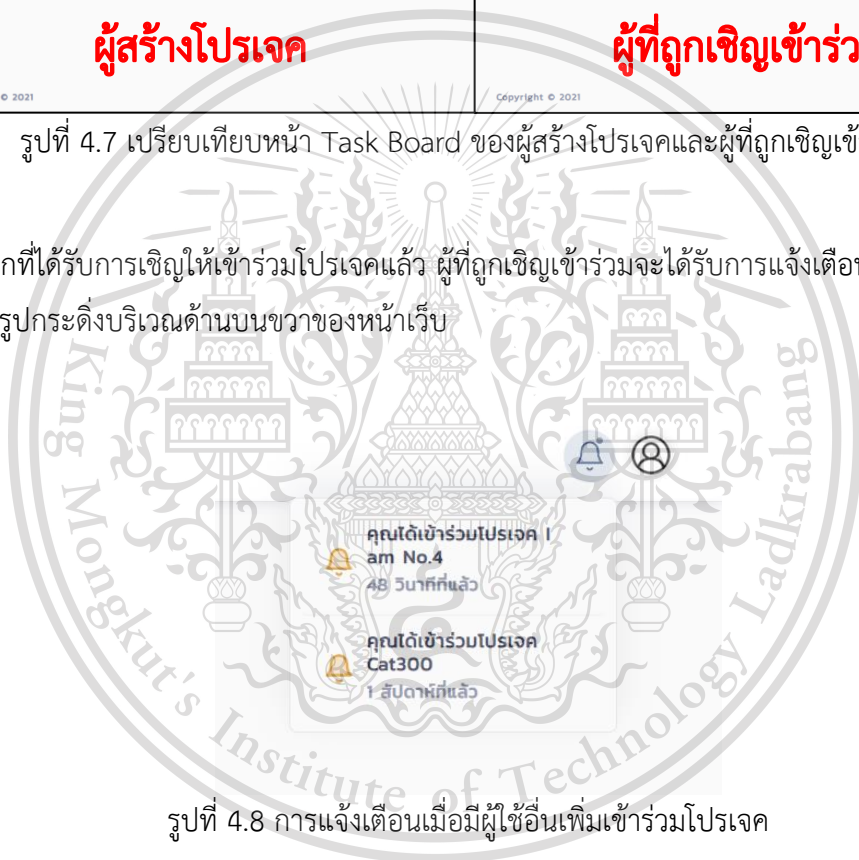 ผู้สร้างโปรเจค
ผู้ที่ถูกเชิญเข้าร่ว
© 2021
Copyright © 2021
รูปที่ 4.7 เปรียบเทียบหน้า Task Board ของผู้สร้างโปรเจคและผู้ที่ถูกเชิญเข้
กที่ได้รับการเชิญให้เข้าร่วมโปรเจคแล้ว ผู้ที่ถูกเชิญเข้าร่วมจะได้รับการแจ้งเตือน
รูปกระดิ่งบริเวณด้านบนขวาของหน้าเว็บ
คุณได้เข้าร่วมโปรเจค I
am No.4
48 วินาทีที่แล้ว
คุณได้เข้าร่วมโปรเจค
Cat300
1 สัปดาห์ที่แล้ว
รูปที่ 4.8 การแจ้งเตือนเมื่อมีผู้ใช้อื่นเพิ่มเข้าร่วมโปรเจค
King Mongkut's Institute of Technology Ladkrabang